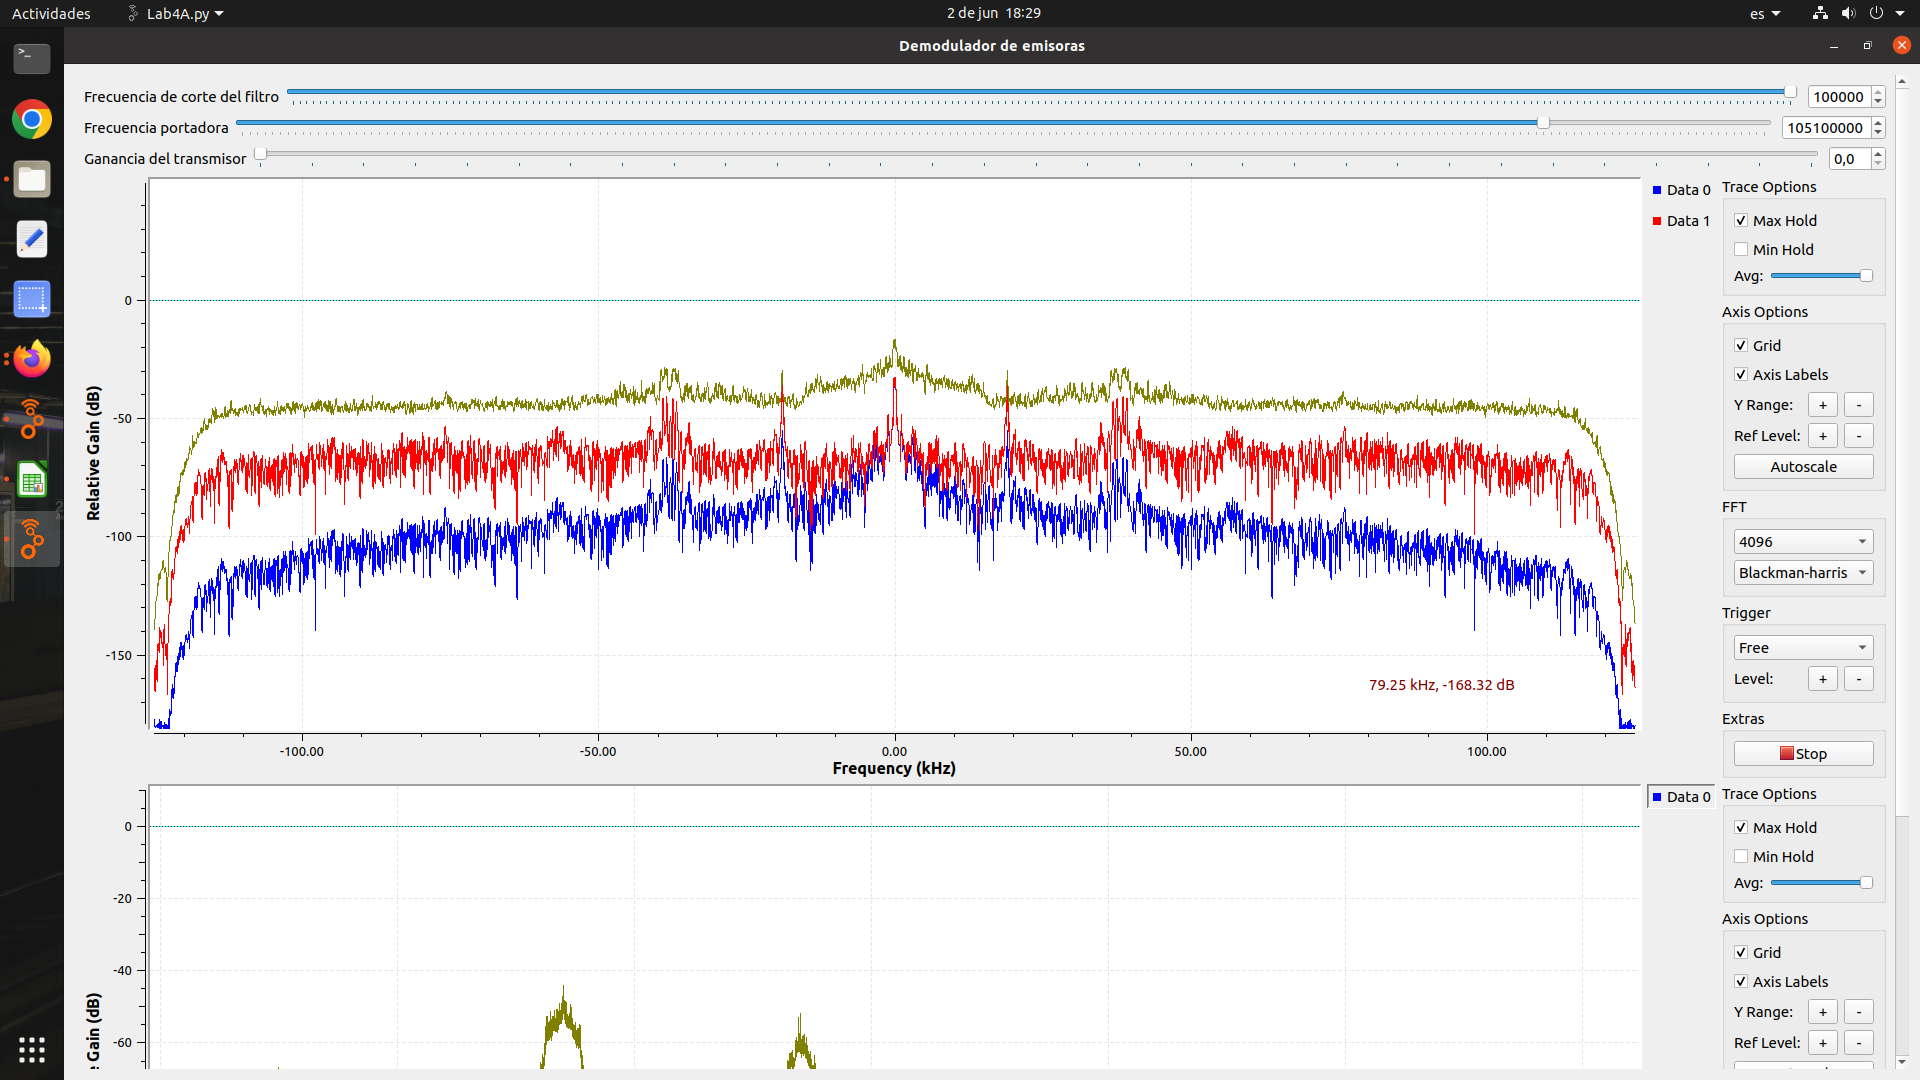 Actividades
Lab4A.py
2 de jun 18:29
es
Demodulador de emisoras
Frecuencia de corte del filtro
100000
Frecuencia portadora
105100000
Ganancia del transmisor
0,0
Data 0
Data 1
Relative Gain (dB)
0
-50
-100
-150
79.25 kHz, -168.32 dB
-100.00
-50.00
0.00
50.00
100.00
Frequency (kHz)
Trace Options
Max Hold
Min Hold
Avg:
Axis Options
Grid
Axis Labels
Y Range:
+
-
Ref Level:
+
-
Autoscale
FFT
4096
Blackman-harris
Trigger
Free
Level:
+
-
Extras
Stop
Data 0
0
-20
-40
-60
e Gain (dB)
Trace Options
Max Hold
Min Hold
Avg:
Axis Options
Grid
Axis Labels
Y Range:
+
-
Ref Level:
+
-